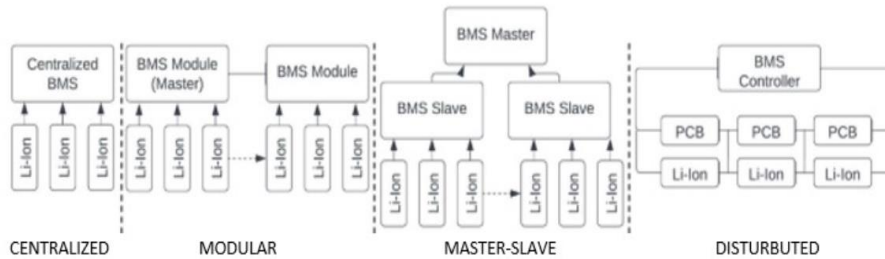 Centralized
BMS
Li-Ion
Li-Ion
Li-Ion
CENTRALIZED
BMS Module
(Master)
BMS Module
Li-Ion
Li-Ion
Li-Ion
Li-Ion
Li-Ion
Li-Ion
MODULAR
BMS Master
BMS Slave
BMS Slave
Li-Ion
Li-Ion
Li-Ion
Li-Ion
Li-Ion
Li-Ion
MASTER-SLAVE
BMS
Controller
PCB
PCB
PCB
Li-Ion
Li-Ion
Li-Ion
DISTURBUTED